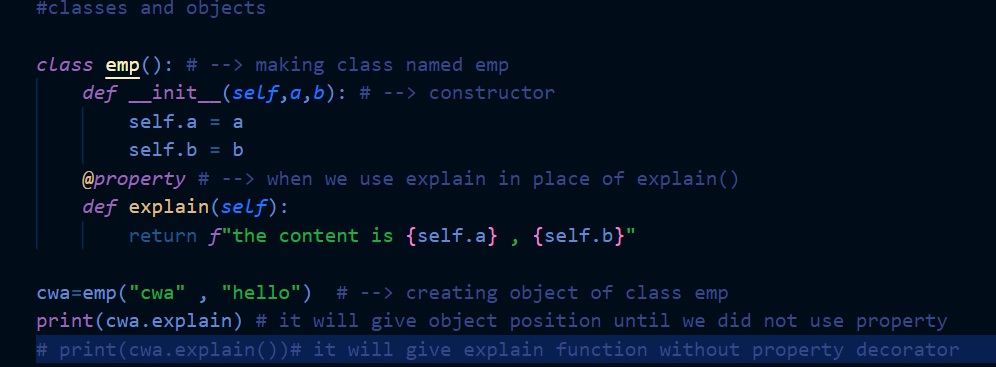 #classes and objects
class emp(): # --> making class named emp
def __init__(self,a,b): # --> constructor
self.a = a
self.b = b
@property # --> when we use explain in place of explain()
def explain(self):
return f"the content is {self.a} , {self.b}"
cwa=emp("cwa" , "hello")  # --> creating object of class emp
print(cwa.explain) # it will give object position until we did not use property
# print(cwa.explain())# it will give explain function without property decorator